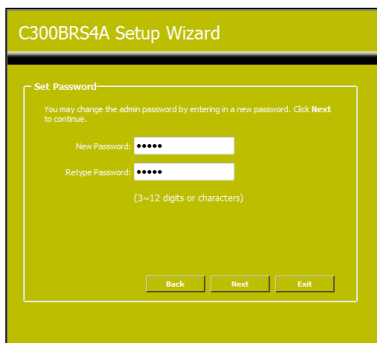 C300BRS4A Setup Wizard
Set Password
You may change the admin password by entering in a new password. Click Next
to continue.
New Password: •••••
Retype Password: •••••
(3~12 digits or characters)
Back Next Exit